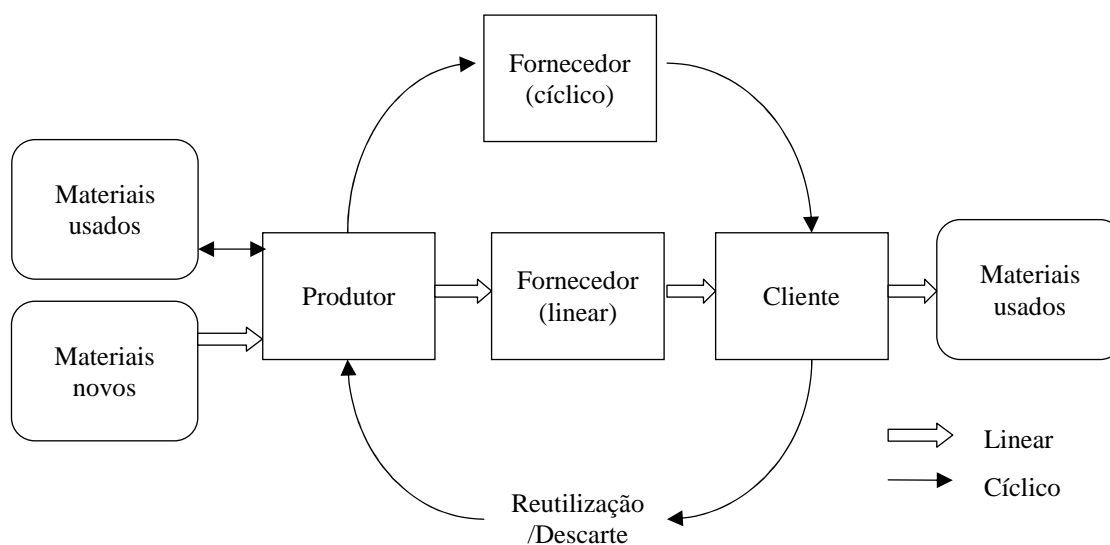 Fornecedor
(cíclico)
Materiais
usados
Produtor
Fornecedor
(linear)
Cliente
Materiais
usados
Materiais
novos
Linear
Cíclico
Reutilização
/Descarte